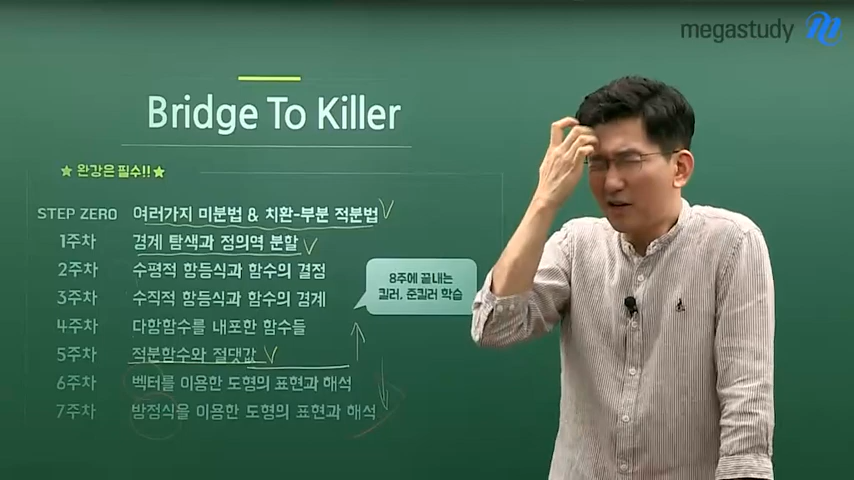 megastudy
Bridge To Killer
★ 완강은 필수!! ★
STEP ZERO 여러가지 미분법 & 치환-부분 적분법
1주차 경계 탐색과 정의역 분할
2주차 수평적 항등식과 함수의 결정
3주차 수직적 항등식과 함수의 경계
4주차 다항함수를 내포한 함수들
5주차 적분함수와 절댓값
6주차 벡터를 이용한 도형의 표현과 해석
7주차 방정식을 이용한 도형의 표현과 해석
8주에 끝내는
킬러, 준킬러 학습